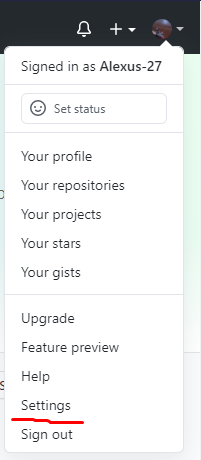 Signed in as Alexus-27
Set status
Your profile
Your repositories
Your projects
Your stars
Your gists
Upgrade
Feature preview
Help
Settings
Sign out